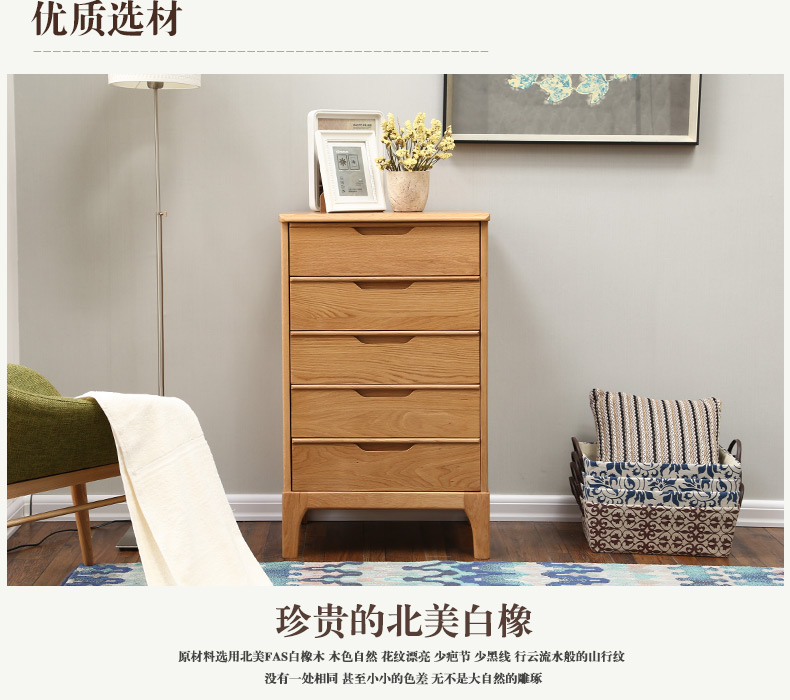 优质选材
珍贵的北美白橡
原材料选用北美FAS白橡木 木色自然 花纹漂亮 少疤节 少黑线 行云流水般的山行纹
没有一处相同 甚至小小的色差 无不是大自然的雕琢